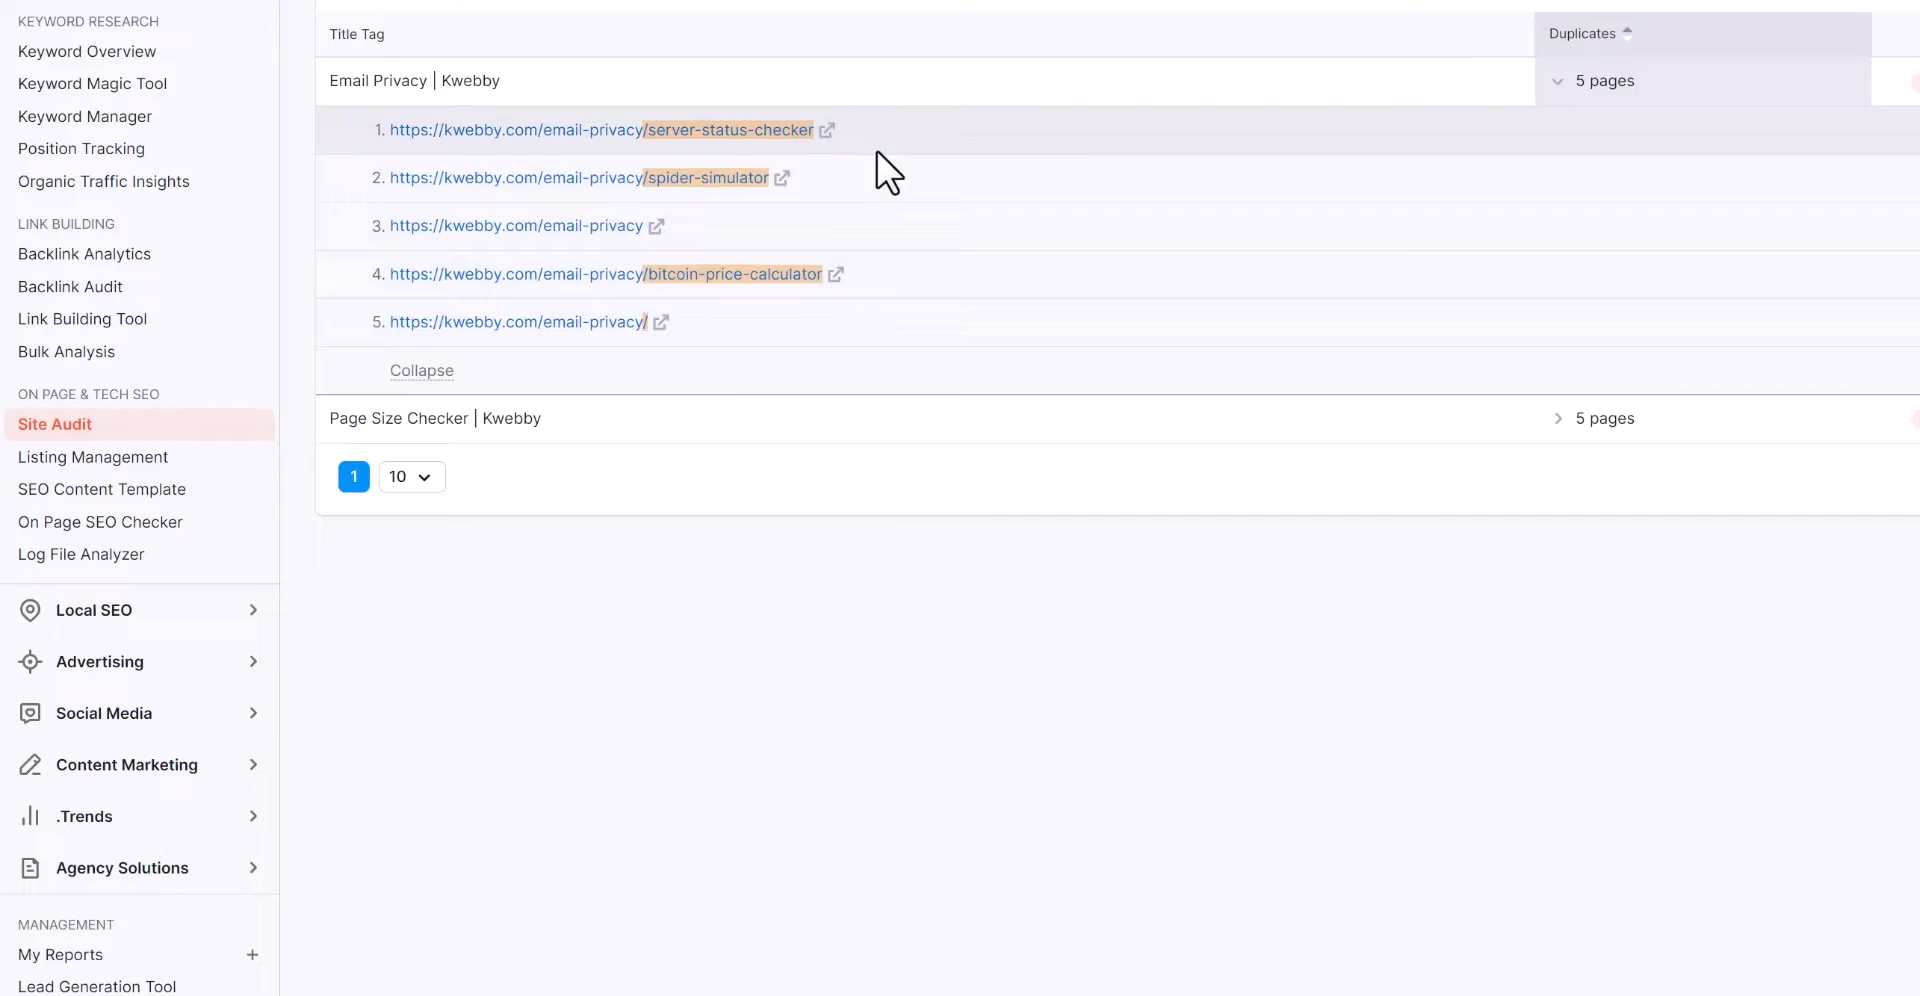 KEYWORD RESEARCH
Keyword Overview
Keyword Magic Tool
Keyword Manager
Position Tracking
Organic Traffic Insights
LINK BUILDING
Backlink Analytics
Backlink Audit
Link Building Tool
Bulk Analysis
ON PAGE & TECH SEO
Site Audit
Listing Management
SEO Content Template
On Page SEO Checker
Log File Analyzer
Local SEO
Advertising
Social Media
Content Marketing
.Trends
Agency Solutions
MANAGEMENT
My Reports +
Lead Generation Tool
Title Tag Duplicates
Email Privacy | Kwebby 5 pages
1. https://kwebby.com/email-privacy/server-status-checker
2. https://kwebby.com/email-privacy/spider-simulator
3. https://kwebby.com/email-privacy
4. https://kwebby.com/email-privacy/bitcoin-price-calculator
5. https://kwebby.com/email-privacy/
Collapse
Page Size Checker | Kwebby 5 pages
1 10